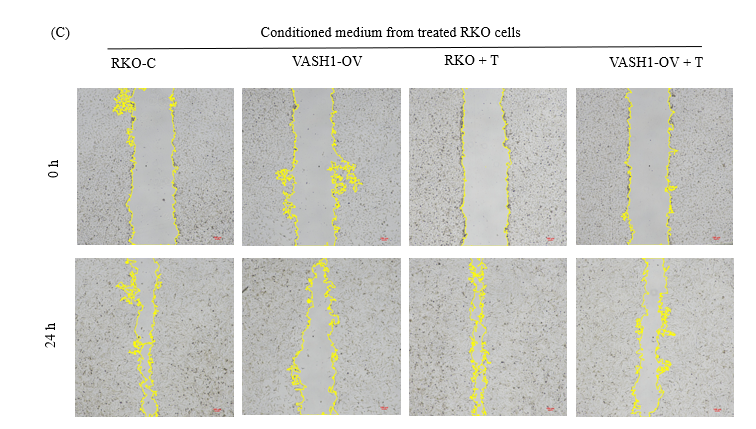 (C)
Conditioned medium from treated RKO cells
RKO-C
VASH1-OV
RKO + T
VASH1-OV + T
0 h
24 h